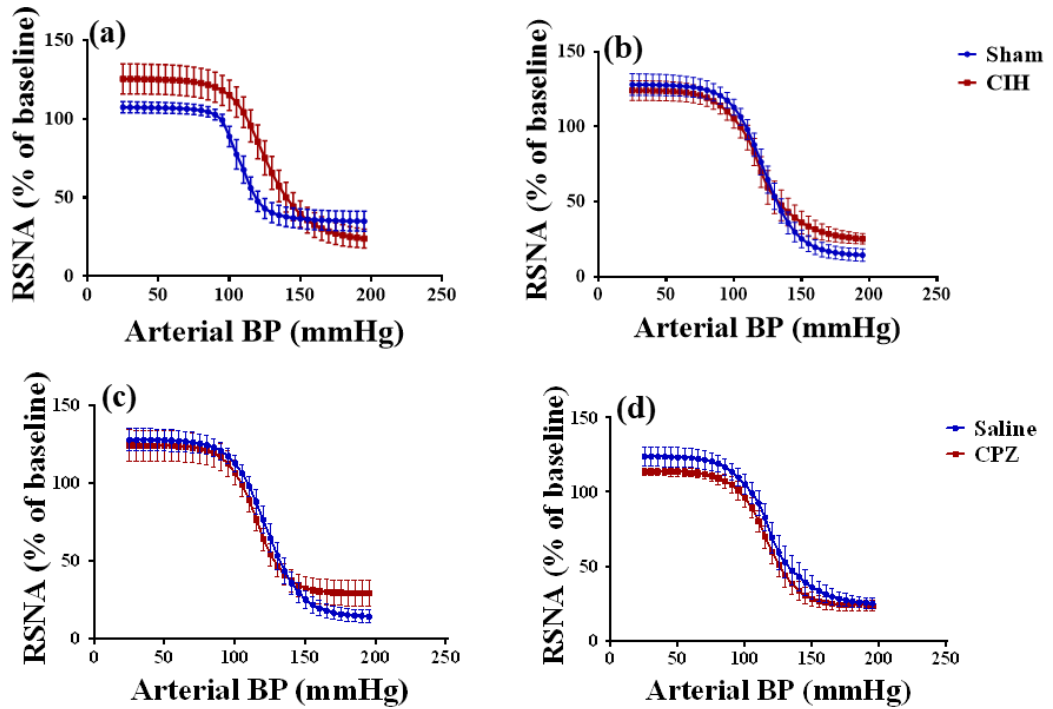 (a)
RSNA (% of baseline)
150
100
50
0
0 50 100 150 200 250
Arterial BP (mmHg)
(b)
Sham
CIH
RSNA (% of baseline)
150
100
50
0
0 50 100 150 200 250
Arterial BP (mmHg)
(c)
RSNA (% of baseline)
150
100
50
0
0 50 100 150 200 250
Arterial BP (mmHg)
(d)
Saline
CPZ
RSNA (% of baseline)
150
100
50
0
0 50 100 150 200 250
Arterial BP (mmHg)